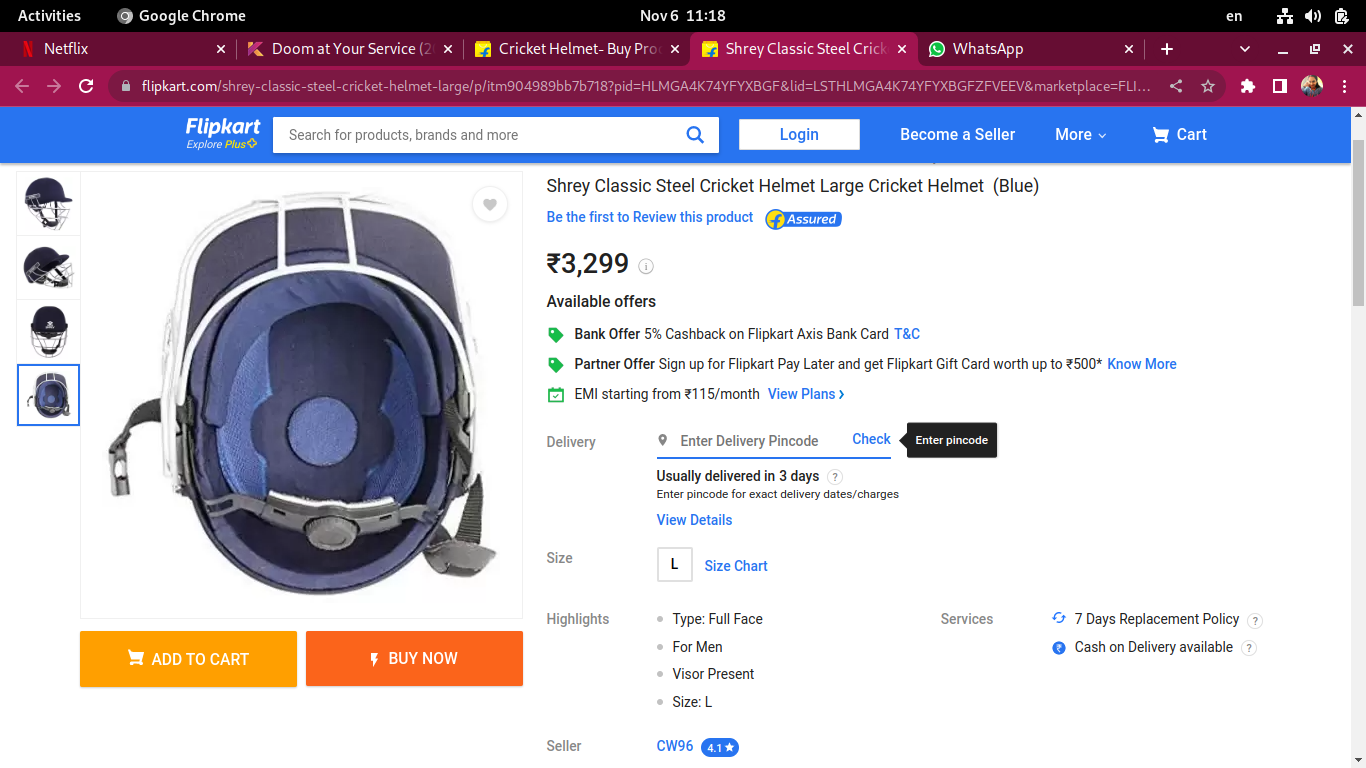 Activities Google Chrome Nov 6 11:18 en
Netflix Doom at Your Service (2 Cricket Helmet- Buy Pro Shrey Classic Steel Crick WhatsApp
flipkart.com/shrey-classic-steel-cricket-helmet-large/p/itm904989bb7b718?pid=HLMGA4K74YFYXBGF&lid=LSTHLMGA4K74YFYXBGFZFVEEV&marketplace=FLI...
Flipkart
Explore Plus
Search for products, brands and more
Login
Become a Seller
More
Cart
Shrey Classic Steel Cricket Helmet Large Cricket Helmet (Blue)
Be the first to Review this product
Assured
₹3,299
Available offers
Bank Offer 5% Cashback on Flipkart Axis Bank Card T&C
Partner Offer Sign up for Flipkart Pay Later and get Flipkart Gift Card worth up to ₹500* Know More
EMI starting from ₹115/month View Plans
Delivery
Enter Delivery Pincode Check
Enter pincode
Usually delivered in 3 days ?
Enter pincode for exact delivery dates/charges
View Details
Size
L
Size Chart
Highlights
Type: Full Face
For Men
Visor Present
Size: L
Services
7 Days Replacement Policy ?
Cash on Delivery available ?
ADD TO CART
BUY NOW
Seller
CW96 4.1